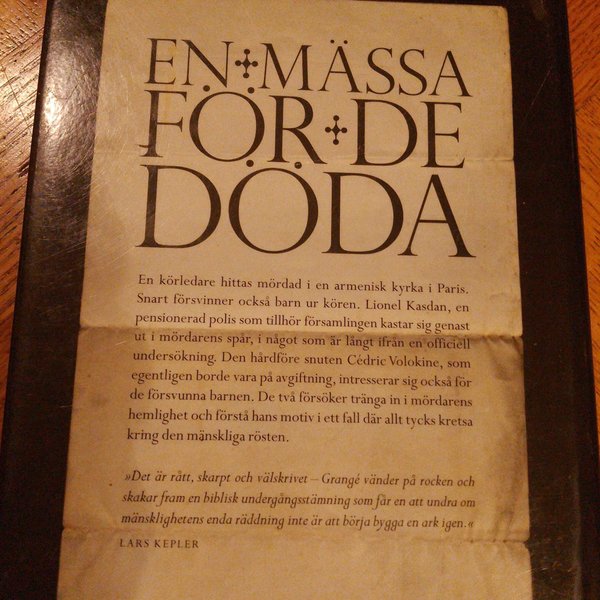 EN✢MÄSSA
FÖR✢DE
DÖDA
En körledare hittas mördad i en armenisk kyrka i Paris.
Snart försvinner också barn ur kören. Lionel Kasdan, en
pensionerad polis som tillhör församlingen kastar sig genast
ut i mördarens spår, i något som är långt ifrån en officiell
undersökning. Den hårdföre snuten Cédric Volokine, som
egentligen borde vara på avgiftning, intresserar sig också för
de försvunna barnen. De två försöker tränga in i mördarens
hemlighet och förstå hans motiv i ett fall där allt tycks kretsa
kring den mänskliga rösten.
»Det är rått, skarpt och välskrivet – Grangé vänder på rocken och
skakar fram en biblisk undergångsstämning som får en att undra om
mänsklighetens enda räddning inte är att börja bygga en ark igen.«
LARS KEPLER